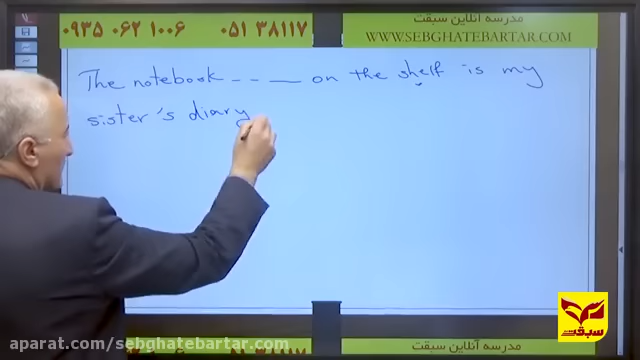 ۰۹۳۵ ۰۶۲ ۱۰۰۶ ۰۵۱ ۳۸۱۱۷
مدرسه آنلاین سبقت
WWW.SEBGHATEBARTAR.COM
The notebook -- — on the shelf is my
sister's diary
سبقت
aparat.com/sebghatebartar.com
مدرسه آنلاین سبقت